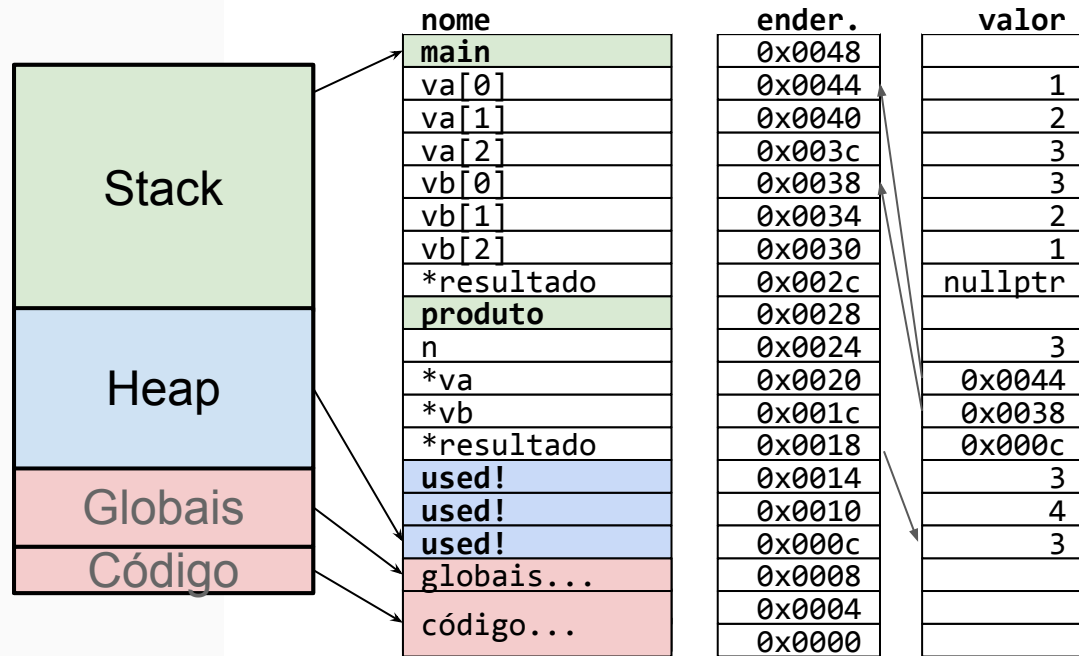 nome ender. valor
main 0x0048
va[0] 0x0044 1
va[1] 0x0040 2
va[2] 0x003c 3
vb[0] 0x0038 3
vb[1] 0x0034 2
vb[2] 0x0030 1
*resultado 0x002c nullptr
produto 0x0028
n 0x0024 3
*va 0x0020 0x0044
*vb 0x001c 0x0038
*resultado 0x0018 0x000c
used! 0x0014 3
used! 0x0010 4
used! 0x000c 3
globais... 0x0008
código... 0x0004
0x0000
Stack
Heap
Globais
Código